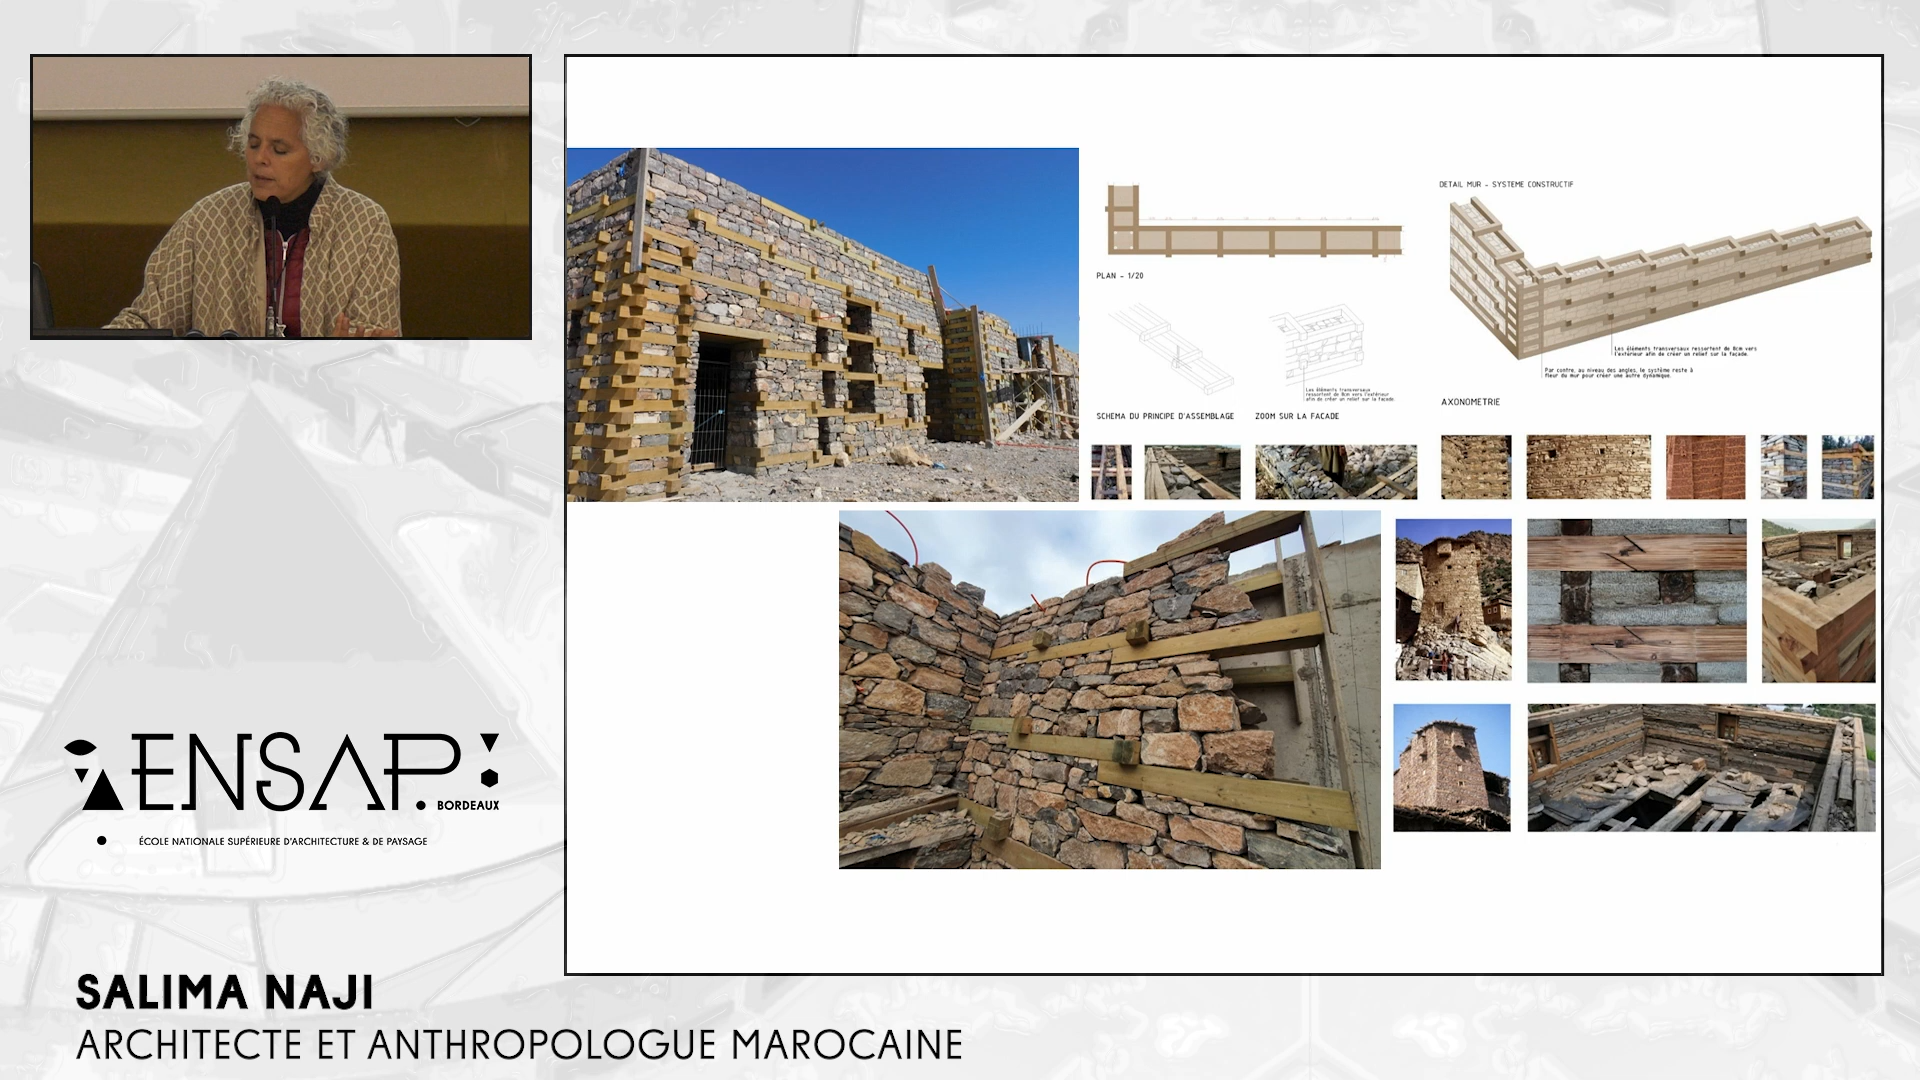 DETAIL MUR - SYSTEME CONSTRUCTIF
PLAN - 1/20
Les éléments transversaux ressortent de 8cm vers
l'extérieur afin de créer un relief sur la façade.
Par contre, au niveau des angles, le système reste à
fleur du mur pour créer une autre dynamique.
Les éléments transversaux
ressortent de 8cm vers l'extérieur
afin de créer un relief sur la façade.
AXONOMETRIE
SCHEMA DU PRINCIPE D'ASSEMBLAGE
ZOOM SUR LA FACADE
ENSAP.
BORDEAUX
ÉCOLE NATIONALE SUPÉRIEURE D'ARCHITECTURE & DE PAYSAGE
SALIMA NAJI
ARCHITECTE ET ANTHROPOLOGUE MAROCAINE